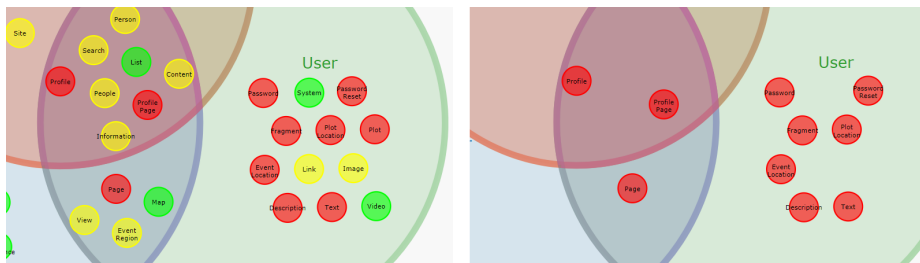 Person
Site
Search
List
Content
Profile
People
Profile
Page
Information
Page
Map
View
Event
Region
User
Password
System
Password
Reset
Fragment
Plot
Location
Plot
Event
Location
Link
Image
Description
Text
Video
Profile
Profile
Page
Page
User
Password
Password
Reset
Fragment
Plot
Location
Event
Location
Description
Text